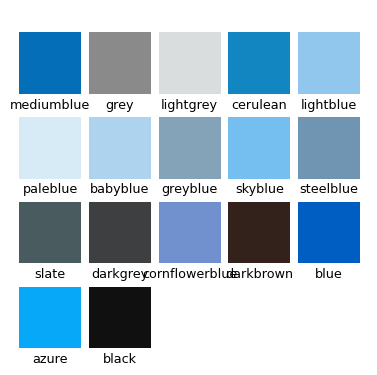 mediumblue grey lightgrey cerulean lightblue
paleblue babyblue greyblue skyblue steelblue
slate darkgrey cornflowerblue darkbrown blue
azure black